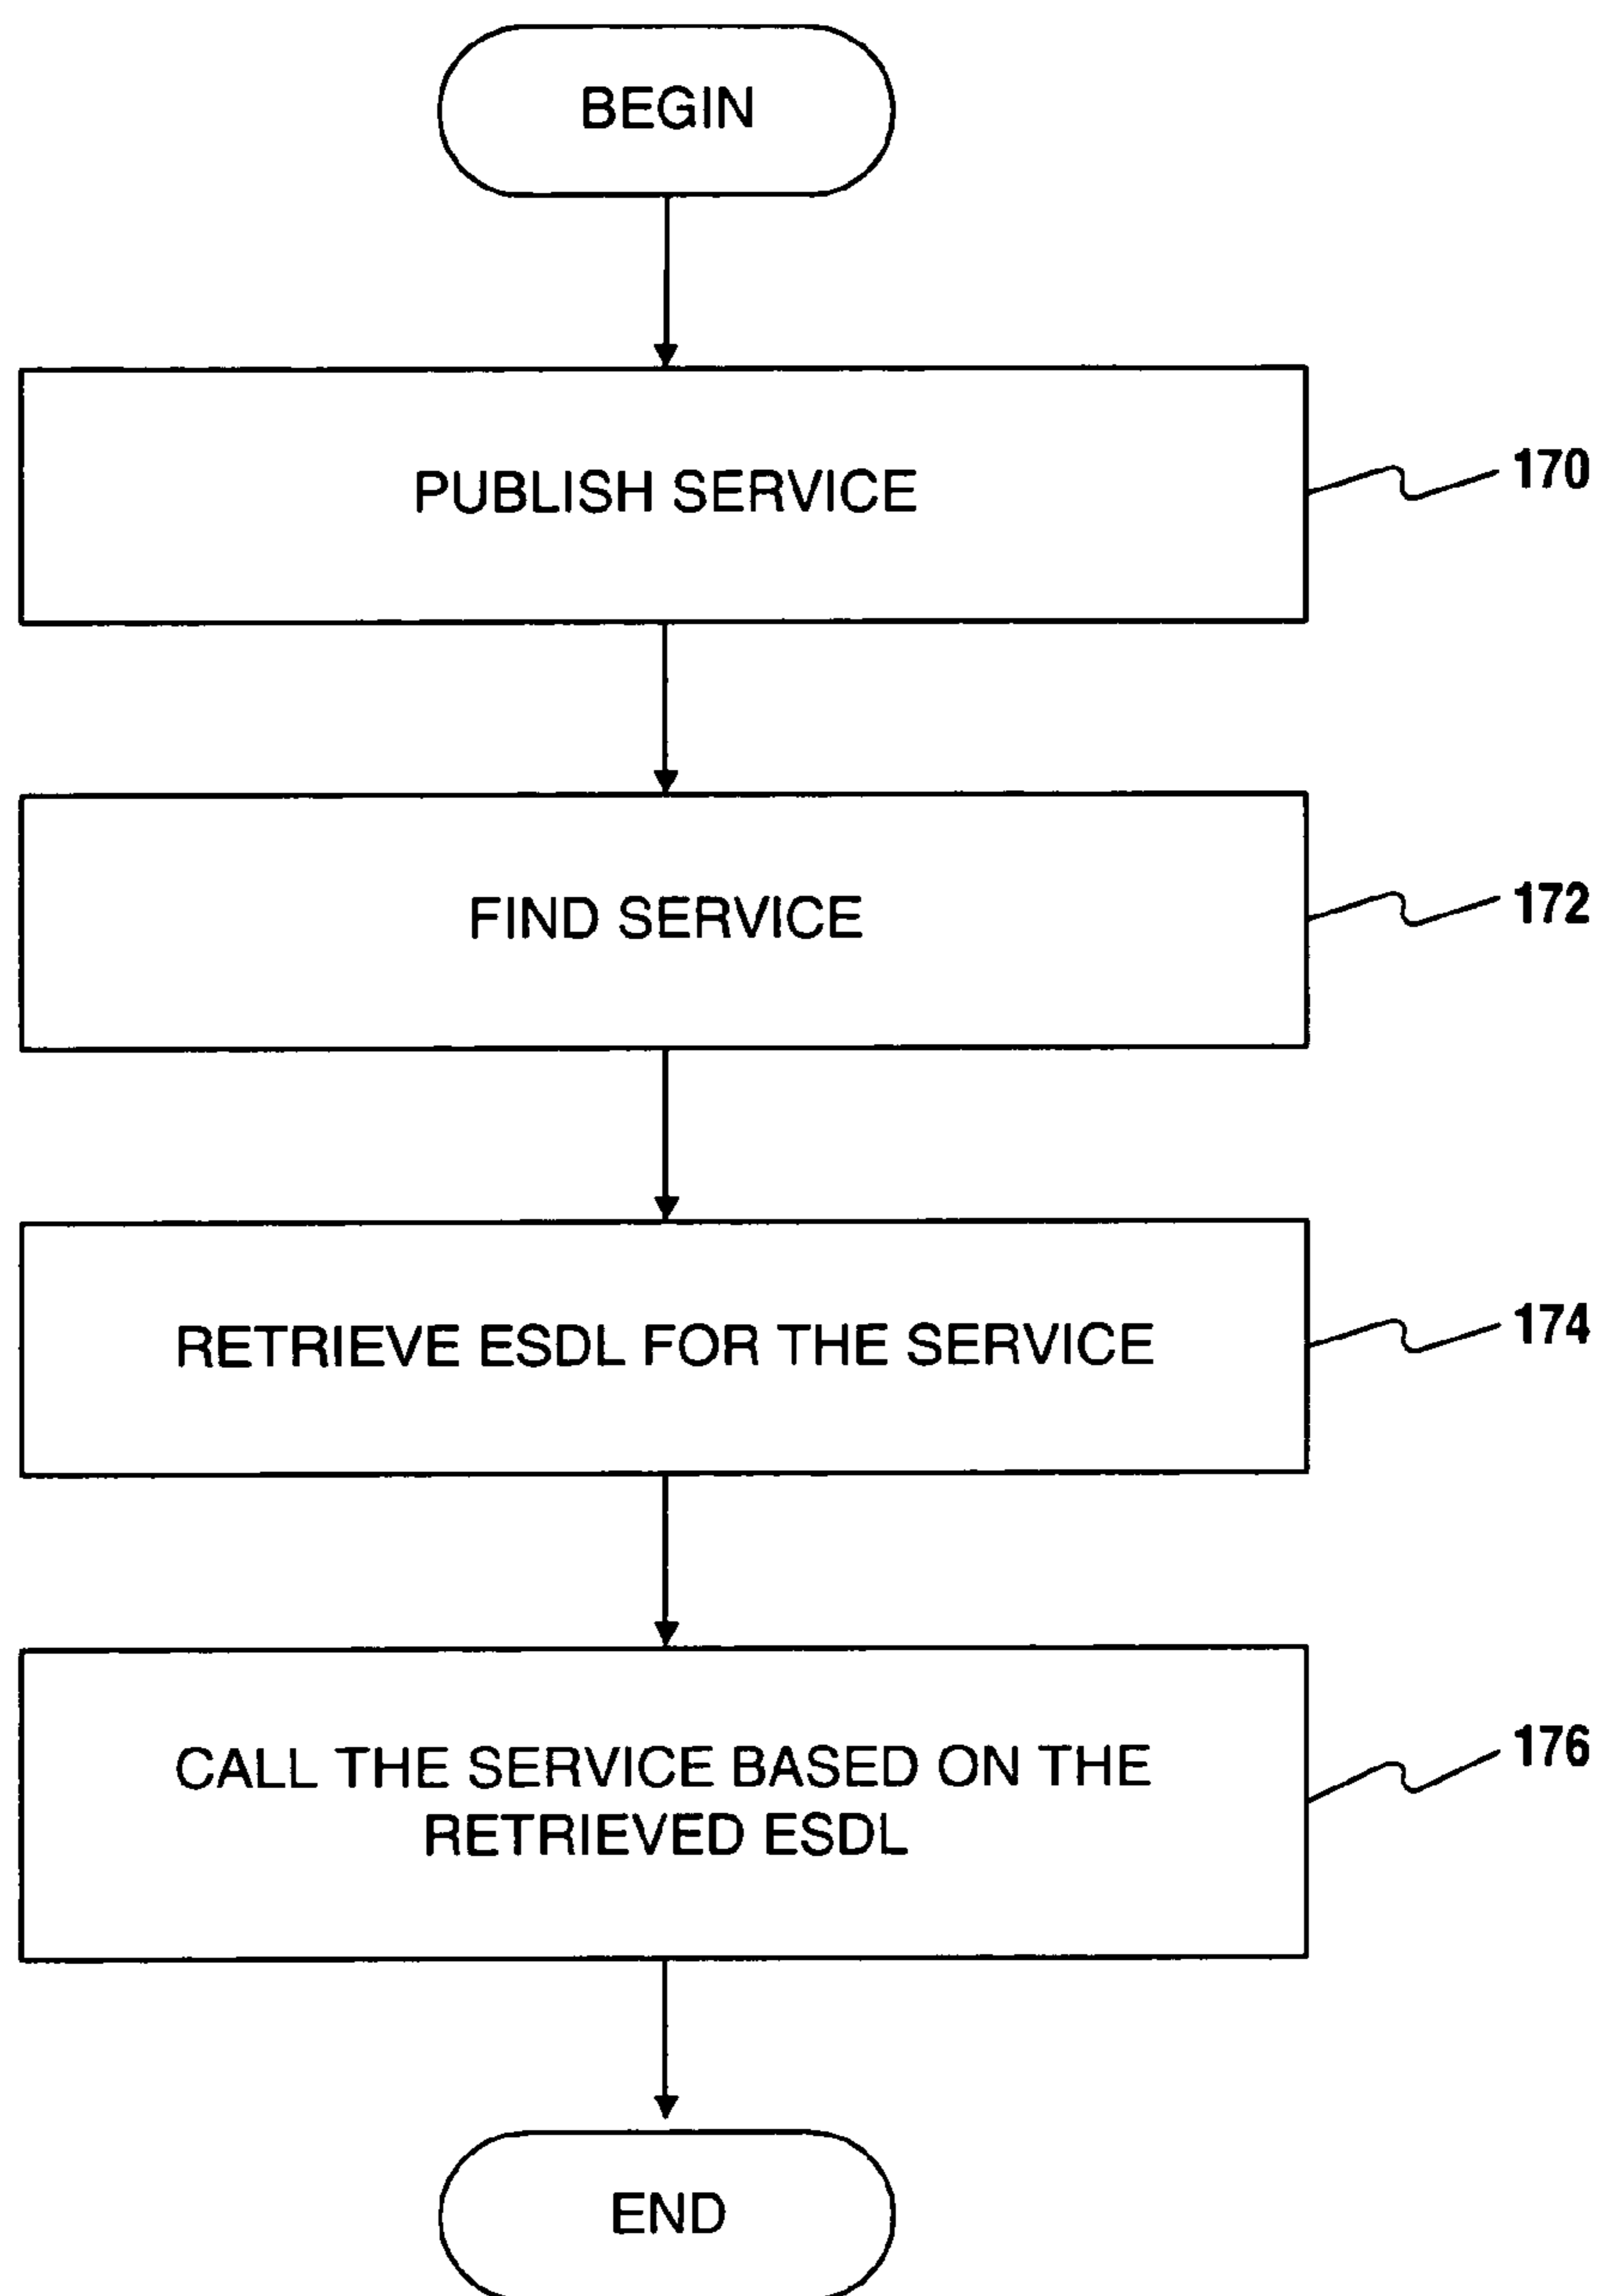 BEGIN
PUBLISH SERVICE
170
FIND SERVICE
172
RETRIEVE ESDL FOR THE SERVICE
174
CALL THE SERVICE BASED ON THE
RETRIEVED ESDL
176
END